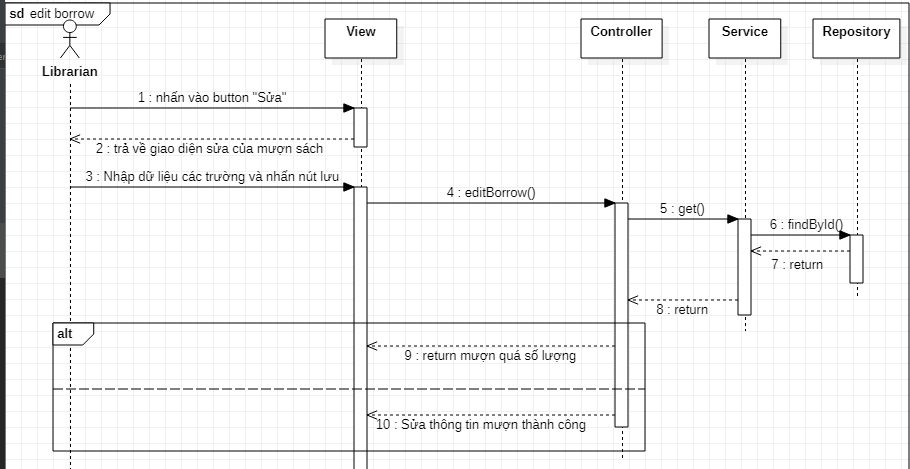 sd edit borrow
View
Controller
Service
Repository
Librarian
1 : nhấn vào button "Sửa"
2 : trả về giao diện sửa của mượn sách
3 : Nhập dữ liệu các trường và nhấn nút lưu
4 : editBorrow()
5 : get()
6 : findById()
7 : return
8 : return
alt
9 : return mượn quá số lượng
10 : Sửa thông tin mượn thành công